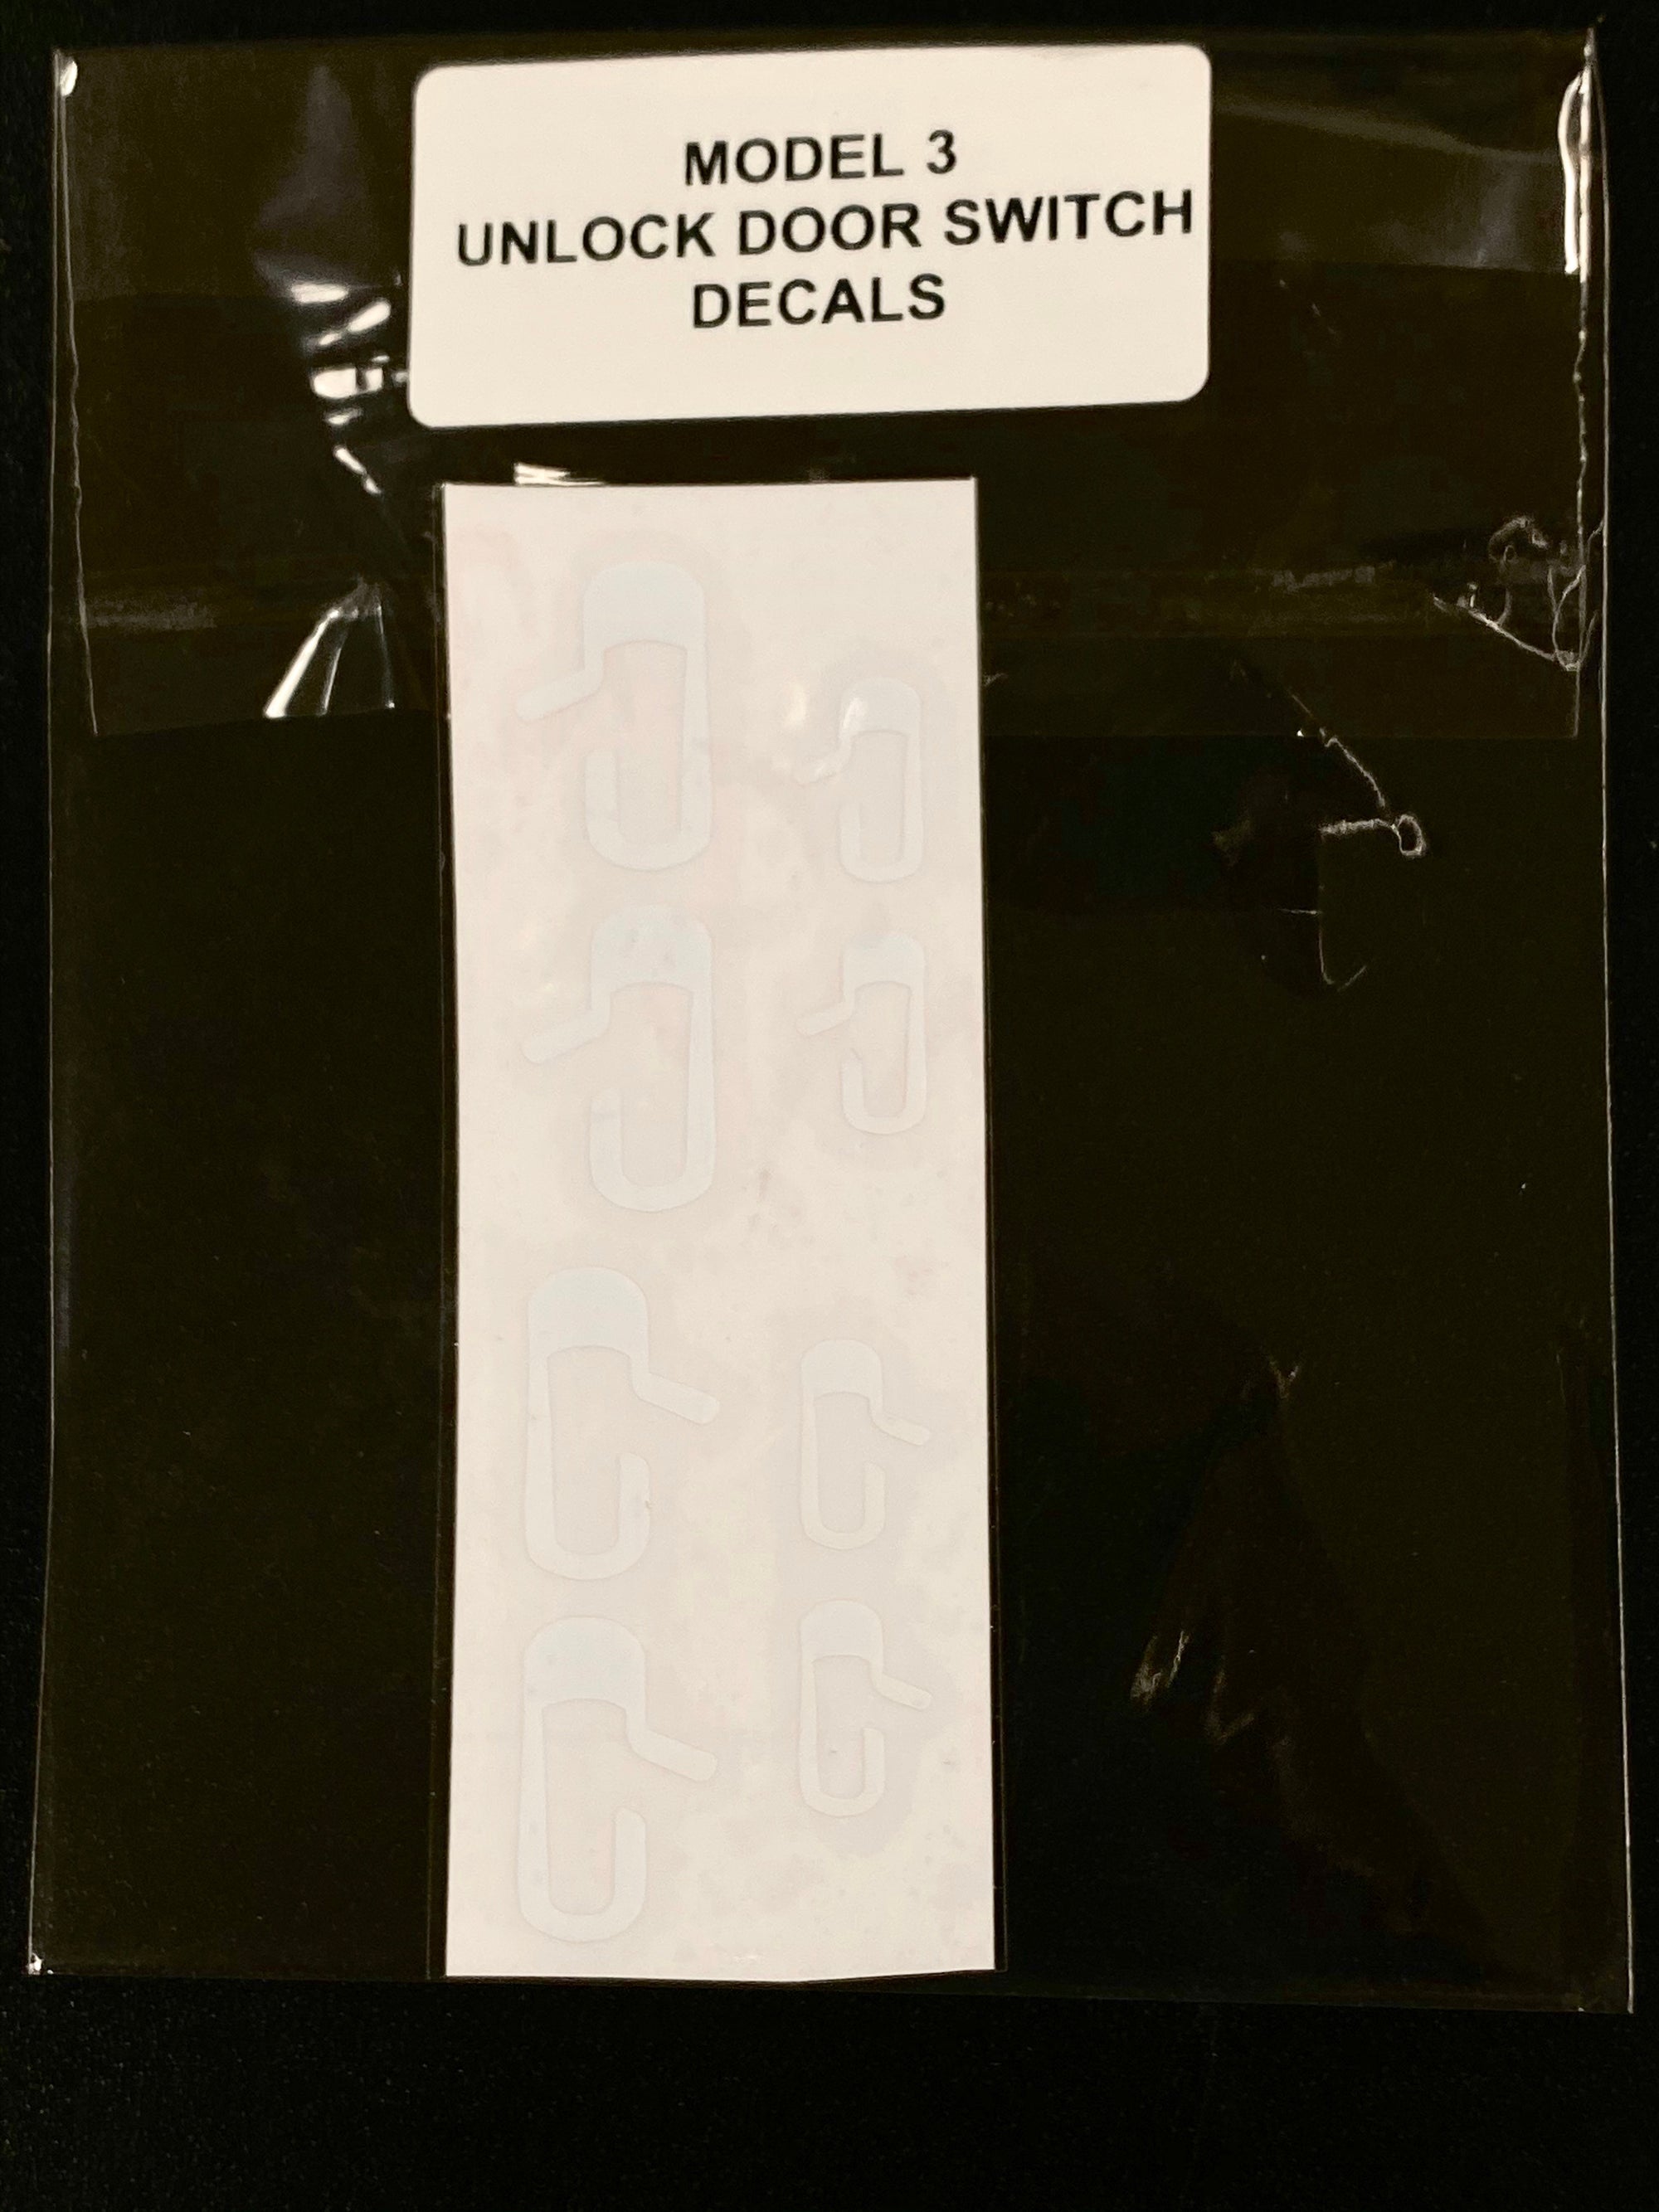 MODEL 3
UNLOCK DOOR SWITCH
DECALS